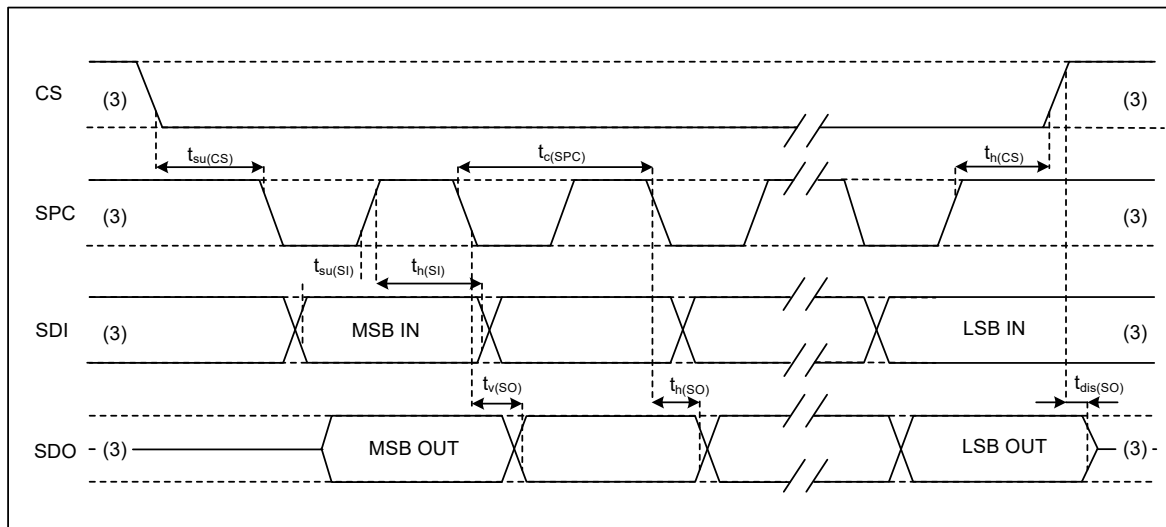 CS (3) (3)
t_su(CS) t_c(SPC) t_h(CS)
SPC (3) (3)
t_su(SI) t_h(SI)
SDI (3) MSB IN LSB IN (3)
t_v(SO) t_h(SO) t_dis(SO)
SDO (3) MSB OUT LSB OUT (3)